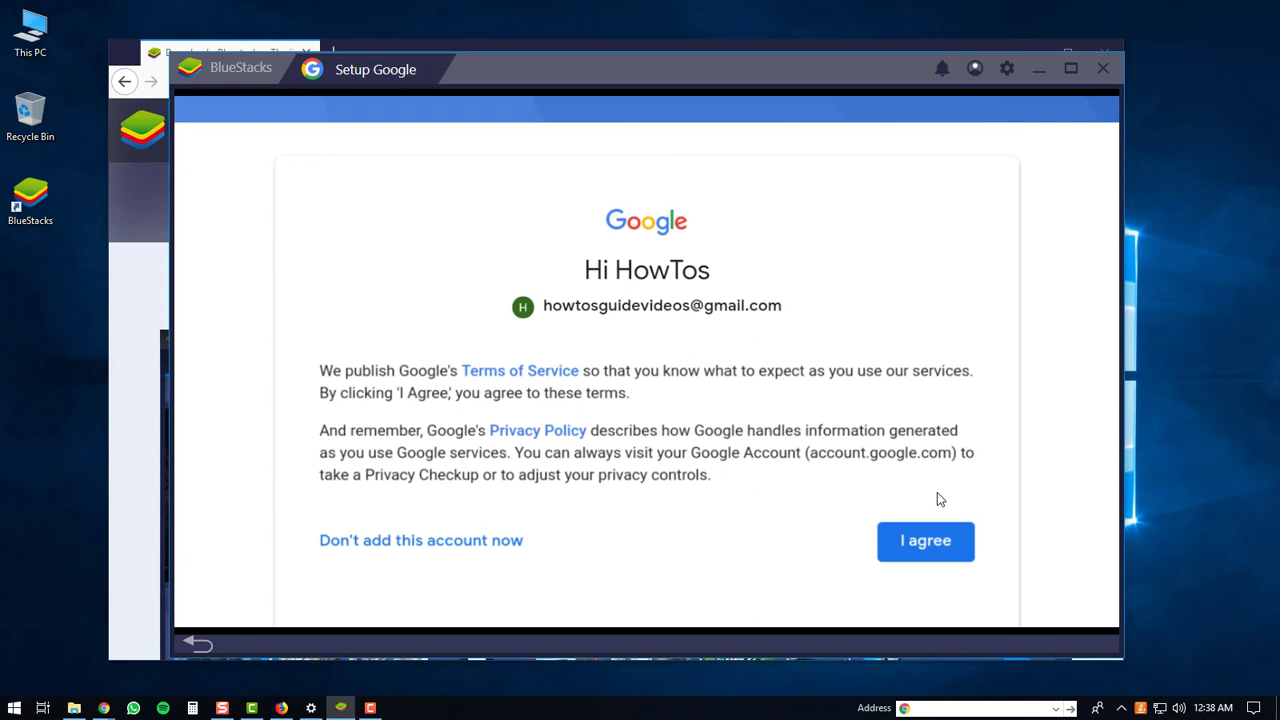 This PC
Recycle Bin
BlueStacks
BlueStacks
Setup Google
Google
Hi HowTos
H
howtosguidevideos@gmail.com
We publish Google's Terms of Service so that you know what to expect as you use our services.
By clicking 'I Agree,' you agree to these terms.
And remember, Google's Privacy Policy describes how Google handles information generated
as you use Google services. You can always visit your Google Account (account.google.com) to
take a Privacy Checkup or to adjust your privacy controls.
Don't add this account now
I agree
Address
12:38 AM